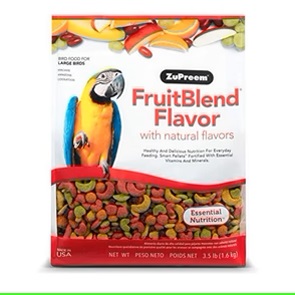 ZuPreem
BIRD FOOD FOR
LARGE BIRDS
FruitBlend
Flavor
with natural flavors
Healthy And Delicious Nutrition For Everyday
Feeding. Smart Pellets Fortified With Essential
Vitamins And Minerals.
Essential
Nutrition
Made In
USA
NET WT PESO NETO POIDS NET 3.5 lb (1.6 kg)